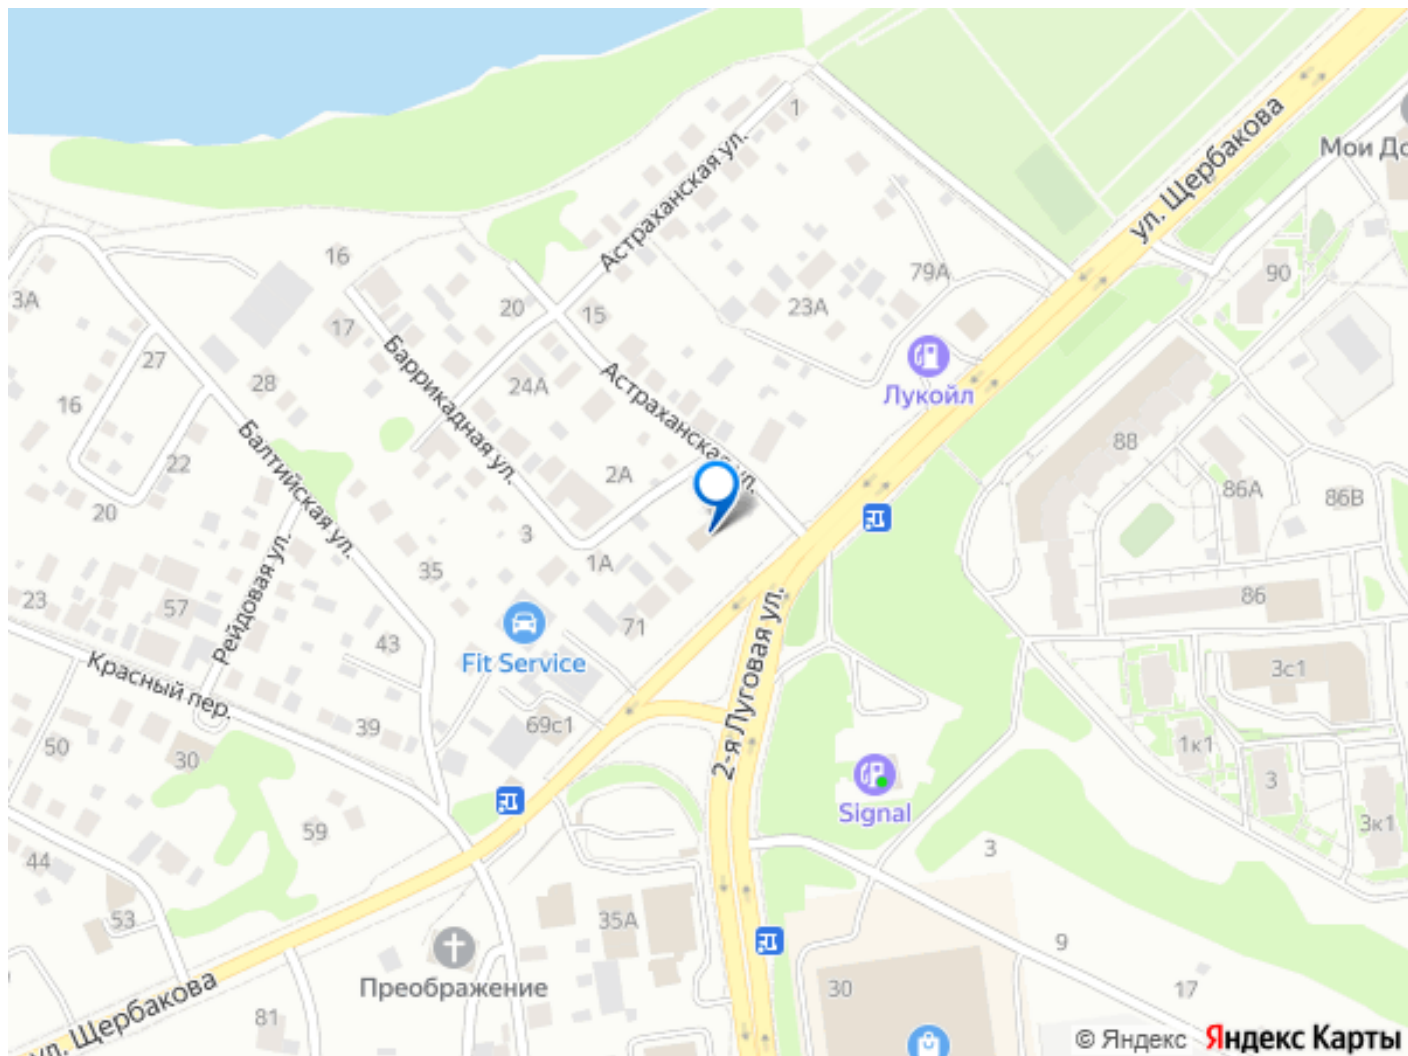 1
Астраханская ул.
ул. Щербакова
Мои До
16
79А
90
3А
20
15
23А
17
27
Баррикадная ул.
24А
Астраханская ул.
Лукойл
28
16
Балтийская ул.
88
22
2А
86А
86В
20
3
1А
35
Рейдовая ул.
23
57
86
71
2-я Луговая ул.
43
Fit Service
Красный пер.
3с1
39
69с1
50
30
1к1
3
Signal
3к1
59
44
3
53
35А
9
Преображение
30
17
ул. Щербакова
81
© Яндекс
Яндекс Карты